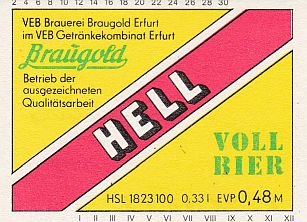 2 4 6 8 10 12 14 16 18 20 22 24 26 28 30
VEB Brauerei Braugold Erfurt
im VEB Getränkekombinat Erfurt
Braugold
Betrieb der
ausgezeichneten
Qualitätsarbeit
HELL
VOLL
BIER
HSL 1823100 0,33 l EVP 0,48 M
I II III IV V VI VII VIII IX X XI XII